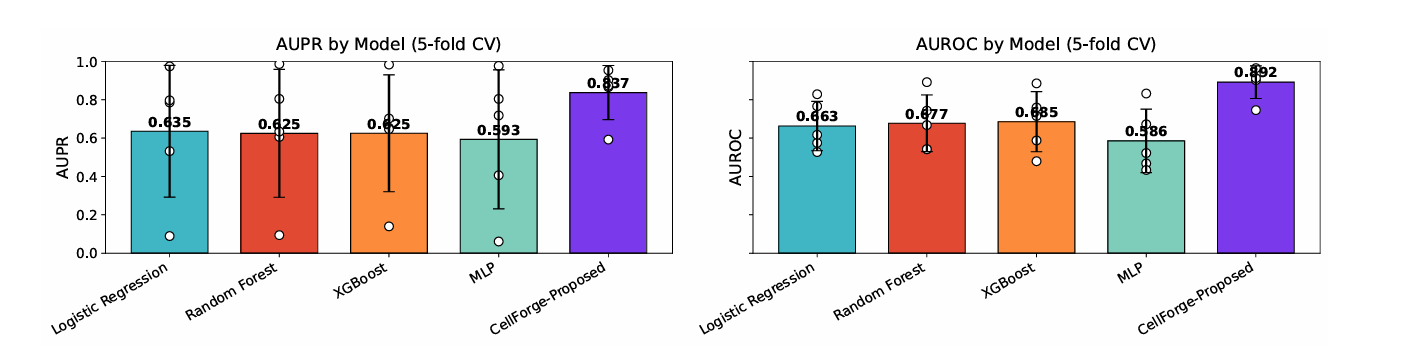 AUPR by Model (5-fold CV)
AUPR
1.0
0.8
0.6
0.4
0.2
0.0
0.635
0.625
0.625
0.593
0.837
Logistic Regression
Random Forest
XGBoost
MLP
CellForge-Proposed
AUROC by Model (5-fold CV)
AUROC
0.663
0.677
0.685
0.586
0.892
Logistic Regression
Random Forest
XGBoost
MLP
CellForge-Proposed